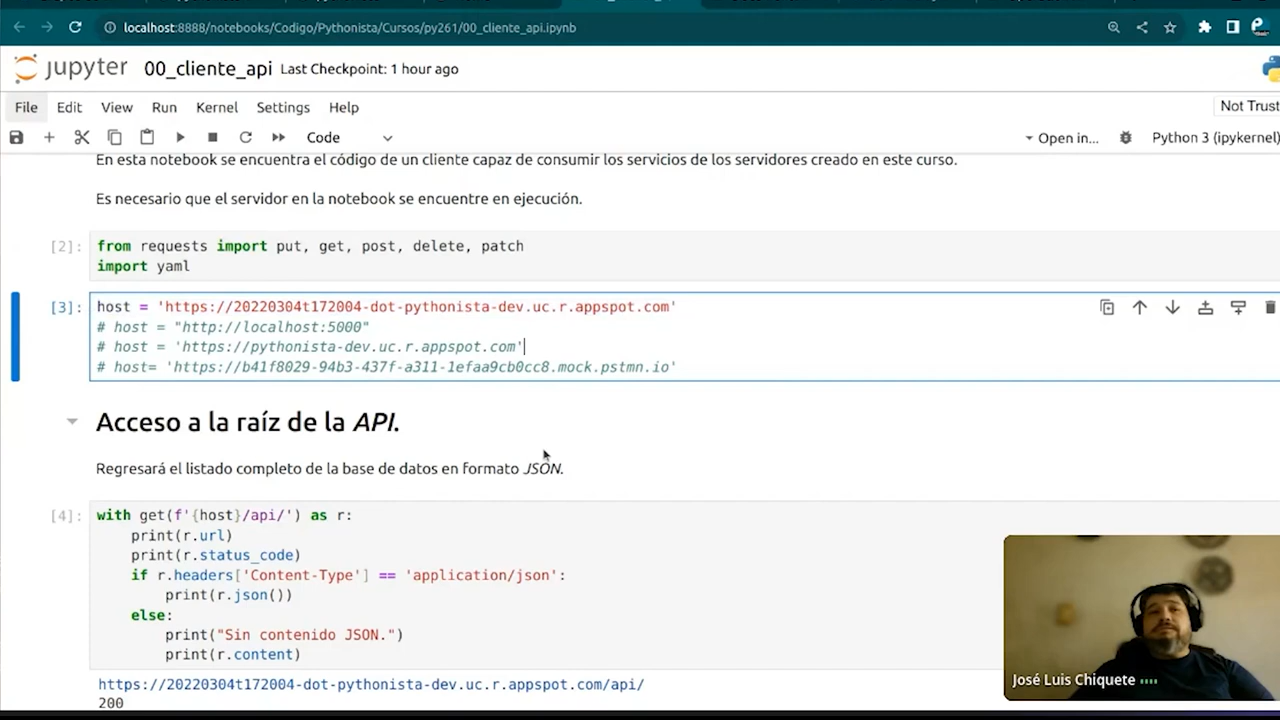 localhost:8888/notebooks/Codigo/Pythonista/Cursos/py261/00_cliente_api.ipynb
jupyter 00_cliente_api Last Checkpoint: 1 hour ago
File Edit View Run Kernel Settings Help
Not Trust
Code Open in... Python 3 (ipykernel)
En esta notebook se encuentra el código de un cliente capaz de consumir los servicios de los servidores creado en este curso.
Es necesario que el servidor en la notebook se encuentre en ejecución.
[2]: from requests import put, get, post, delete, patch
import yaml
[3]: host = 'https://20220304t172004-dot-pythonista-dev.uc.r.appspot.com'
# host = "http://localhost:5000"
# host = 'https://pythonista-dev.uc.r.appspot.com'
# host= 'https://b41f8029-94b3-437f-a311-1efaa9cb0cc8.mock.pstmn.io'
Acceso a la raíz de la API.
Regresará el listado completo de la base de datos en formato JSON.
[4]: with get(f'{host}/api/') as r:
print(r.url)
print(r.status_code)
if r.headers['Content-Type'] == 'application/json':
print(r.json())
else:
print("Sin contenido JSON.")
print(r.content)
https://20220304t172004-dot-pythonista-dev.uc.r.appspot.com/api/
200
José Luis Chiquete